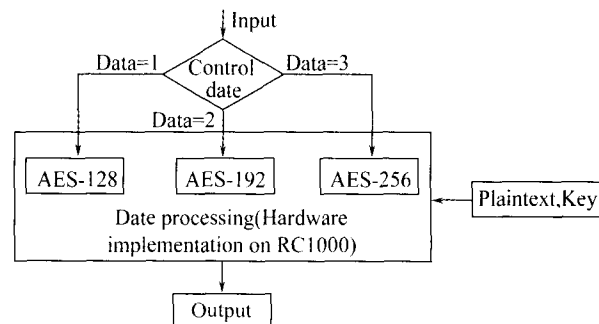 Input
Data=1
Control
date
Data=3
Data=2
AES-128
AES-192
AES-256
Date processing(Hardware
implementation on RC1000)
Plaintext,Key
Output